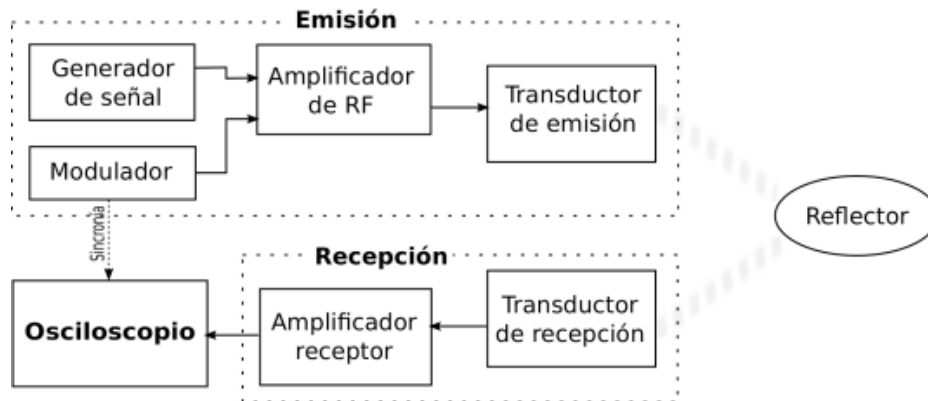 Emisión
Generador
de señal
Amplificador
de RF
Transductor
de emisión
Modulador
Reflector
Sincronía
Recepción
Osciloscopio
Amplificador
receptor
Transductor
de recepción